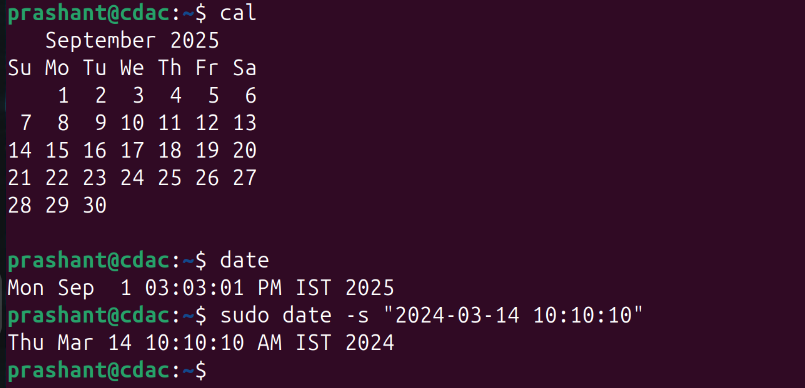 prashant@cdac:~$ cal
   September 2025
Su Mo Tu We Th Fr Sa
    1  2  3  4  5  6
 7  8  9 10 11 12 13
14 15 16 17 18 19 20
21 22 23 24 25 26 27
28 29 30
prashant@cdac:~$ date
Mon Sep  1 03:03:01 PM IST 2025
prashant@cdac:~$ sudo date -s "2024-03-14 10:10:10"
Thu Mar 14 10:10:10 AM IST 2024
prashant@cdac:~$